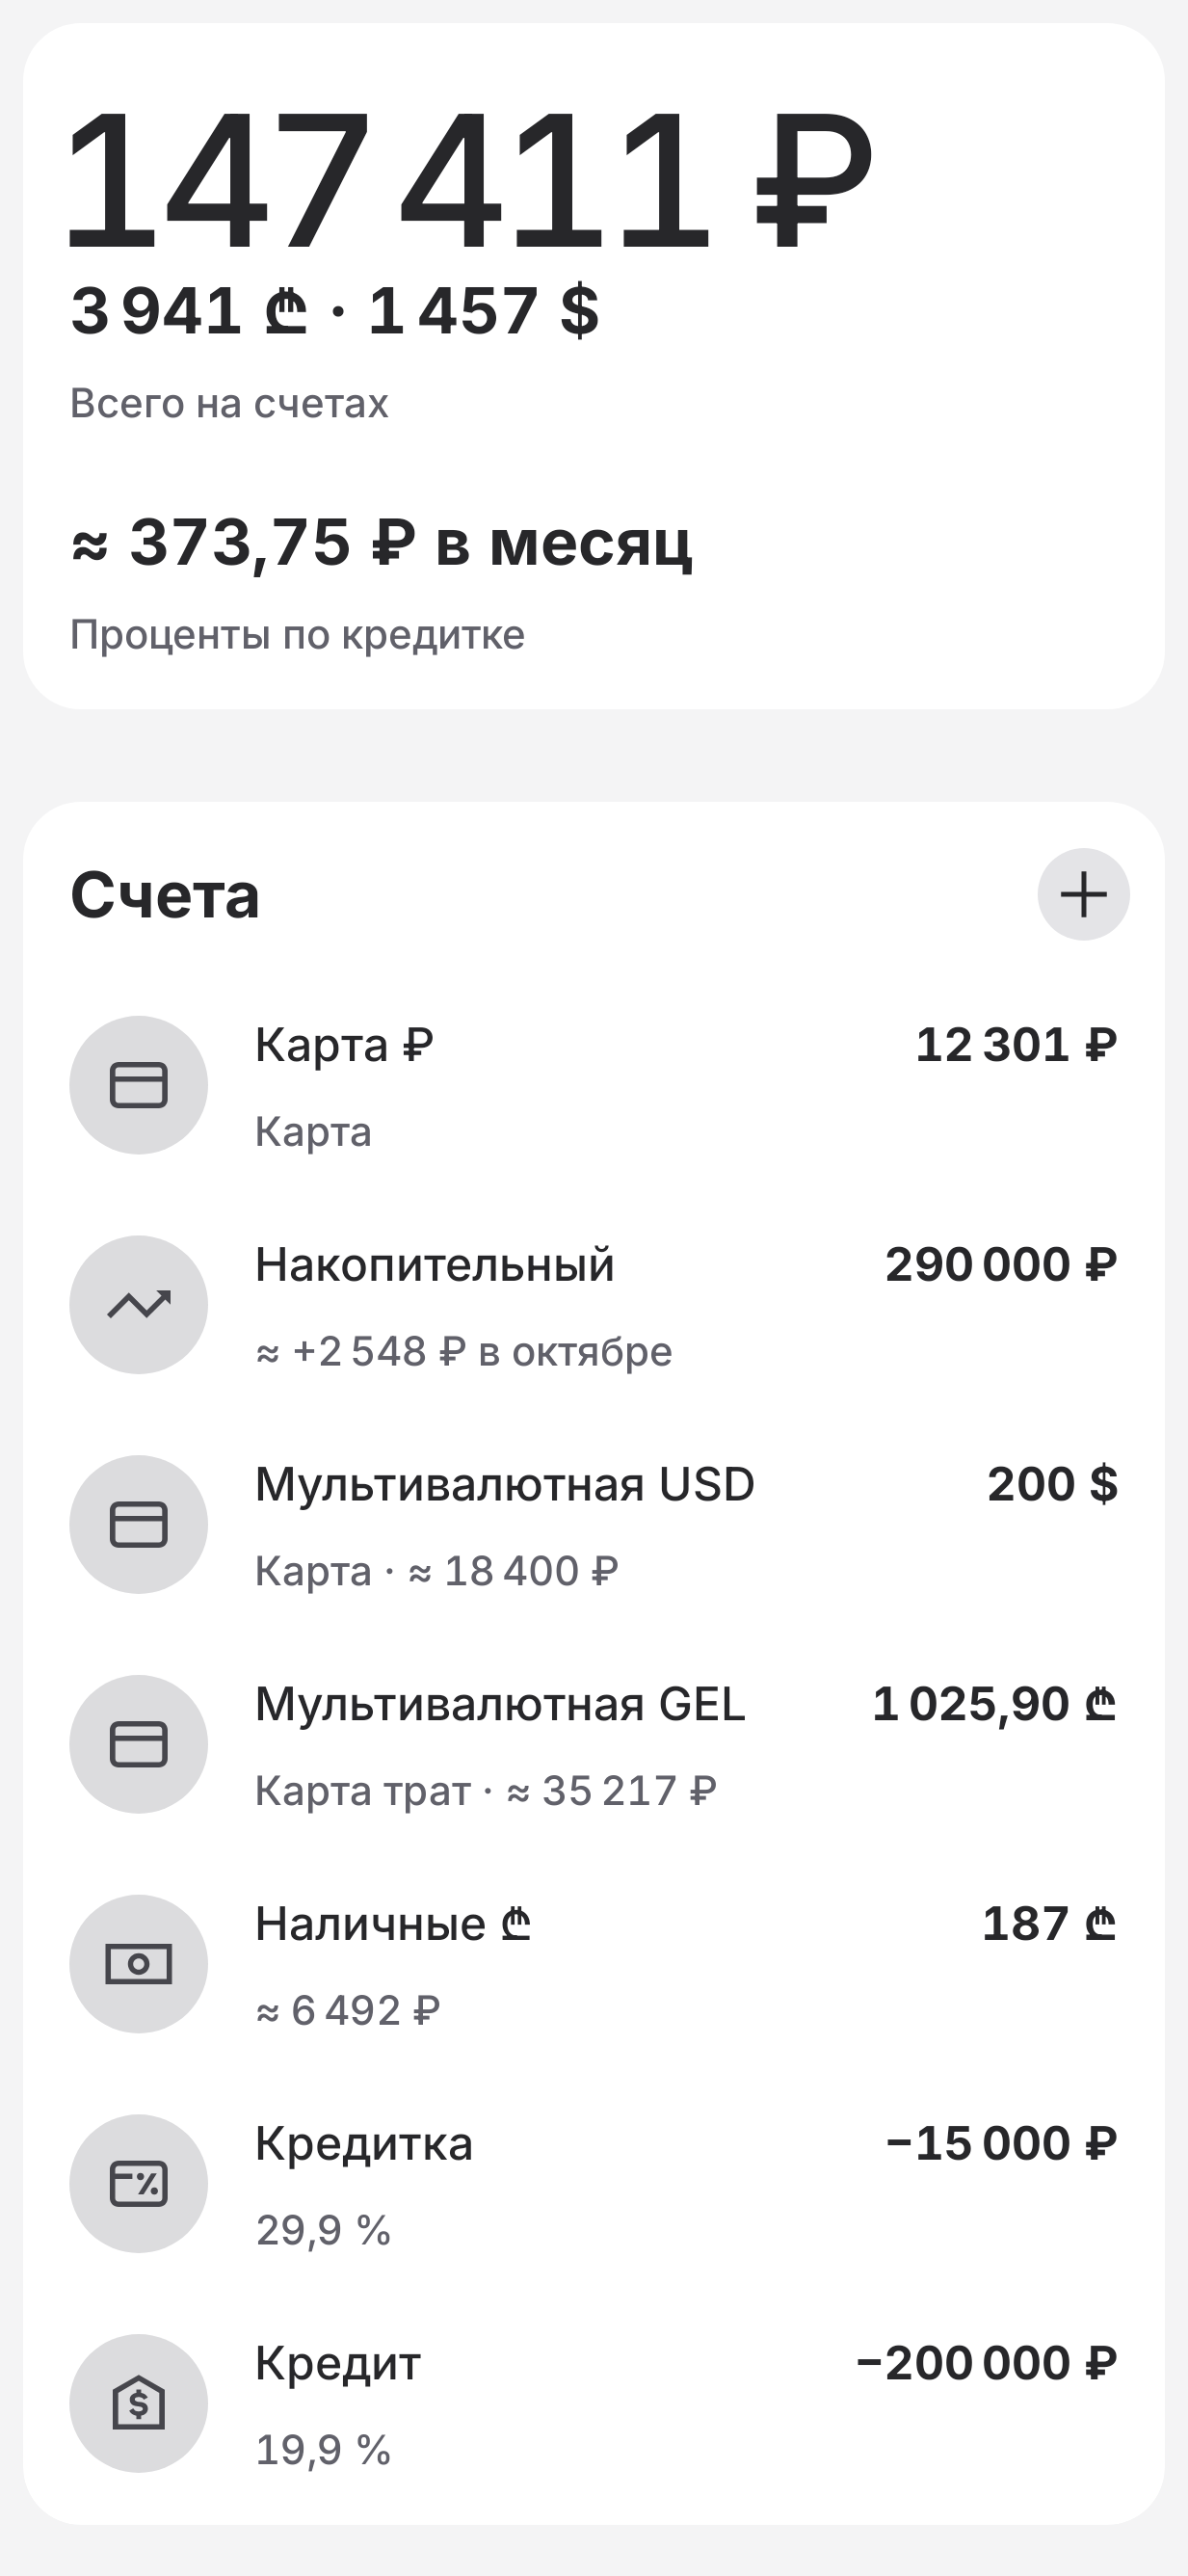 147 411 ₽
3 941 ₾ · 1 457 $
Всего на счетах
≈ 373,75 ₽ в месяц
Проценты по кредитке
Счета
Карта ₽ 12 301 ₽
Карта
Накопительный 290 000 ₽
≈ +2 548 ₽ в октябре
Мультивалютная USD 200 $
Карта · ≈ 18 400 ₽
Мультивалютная GEL 1 025,90 ₾
Карта трат · ≈ 35 217 ₽
Наличные ₾ 187 ₾
≈ 6 492 ₽
Кредитка −15 000 ₽
29,9 %
Кредит −200 000 ₽
19,9 %